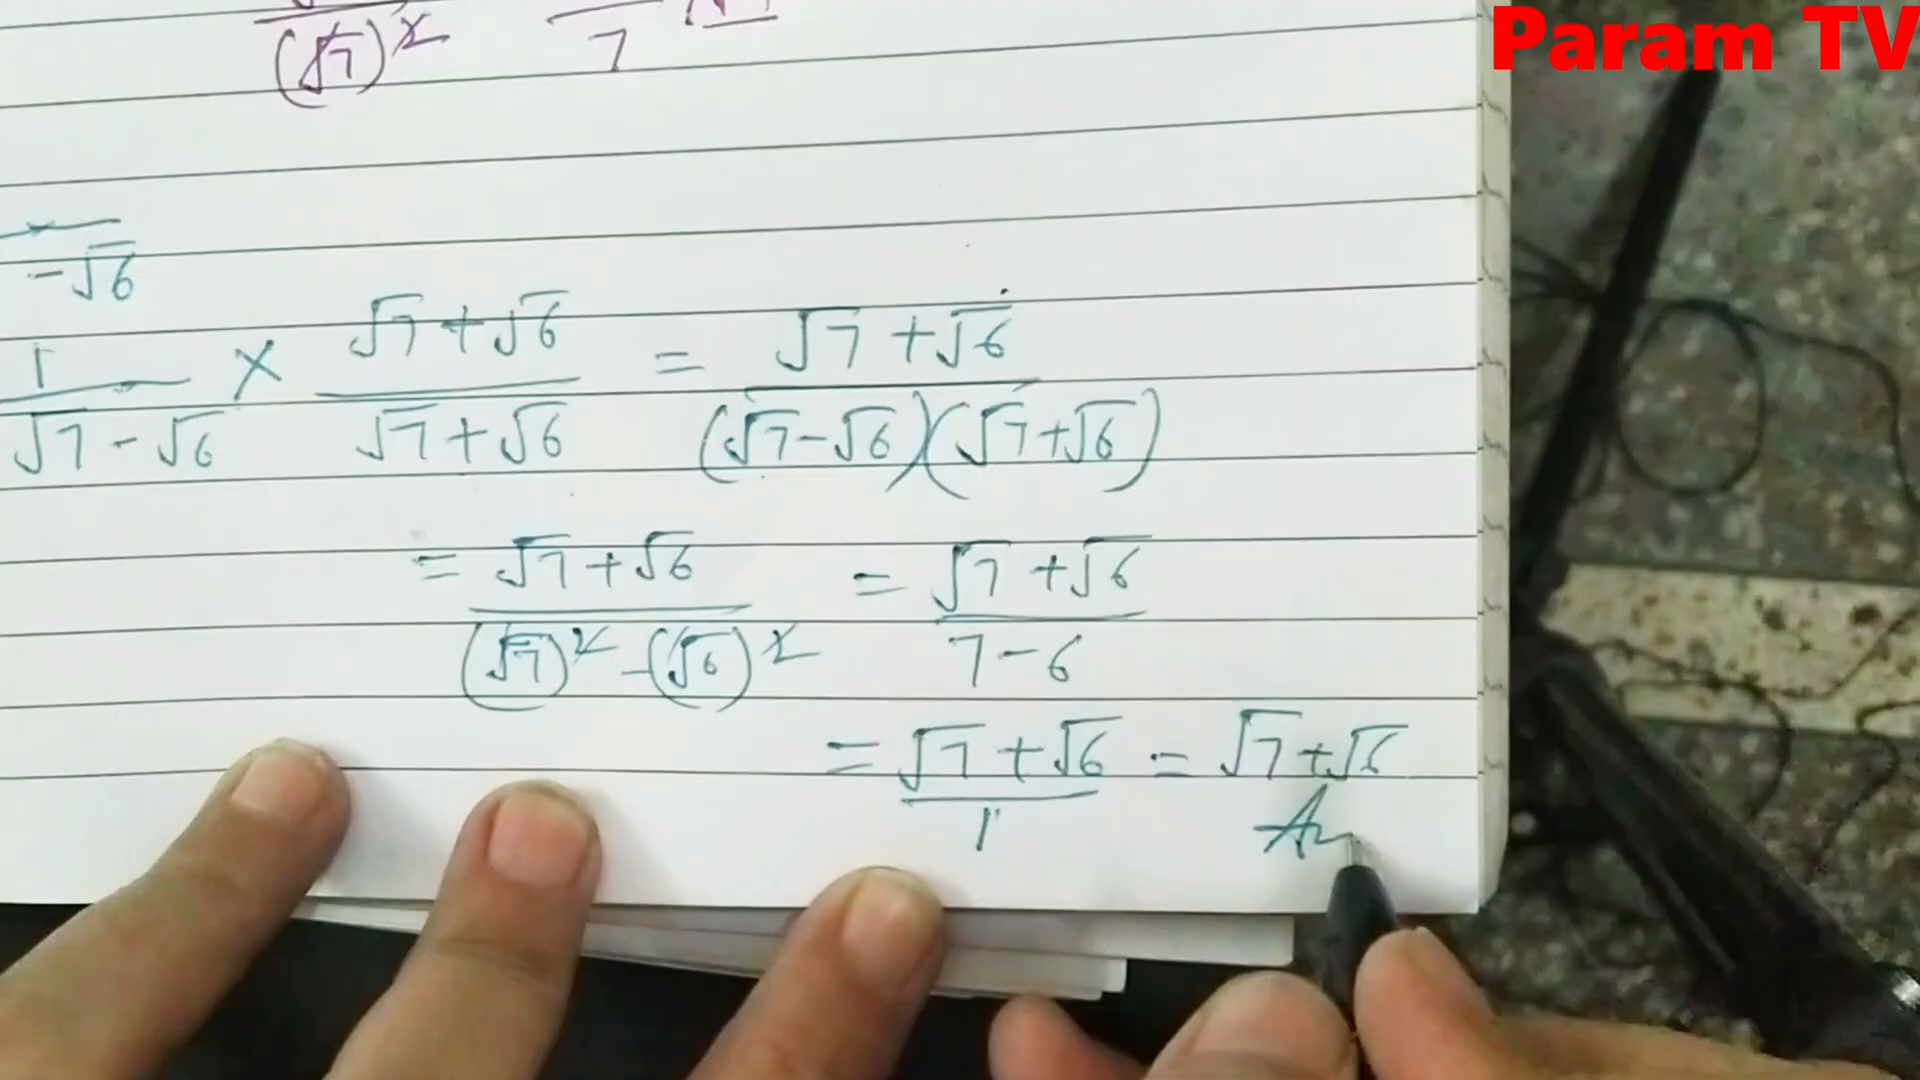 Param TV
(√7)² 7
-√6
1/(√7-√6) × (√7+√6)/(√7+√6) = (√7+√6)/((√7-√6)(√7+√6))
= (√7+√6)/((√7)²-(√6)²) = (√7+√6)/(7-6)
= (√7+√6)/1 = √7+√6